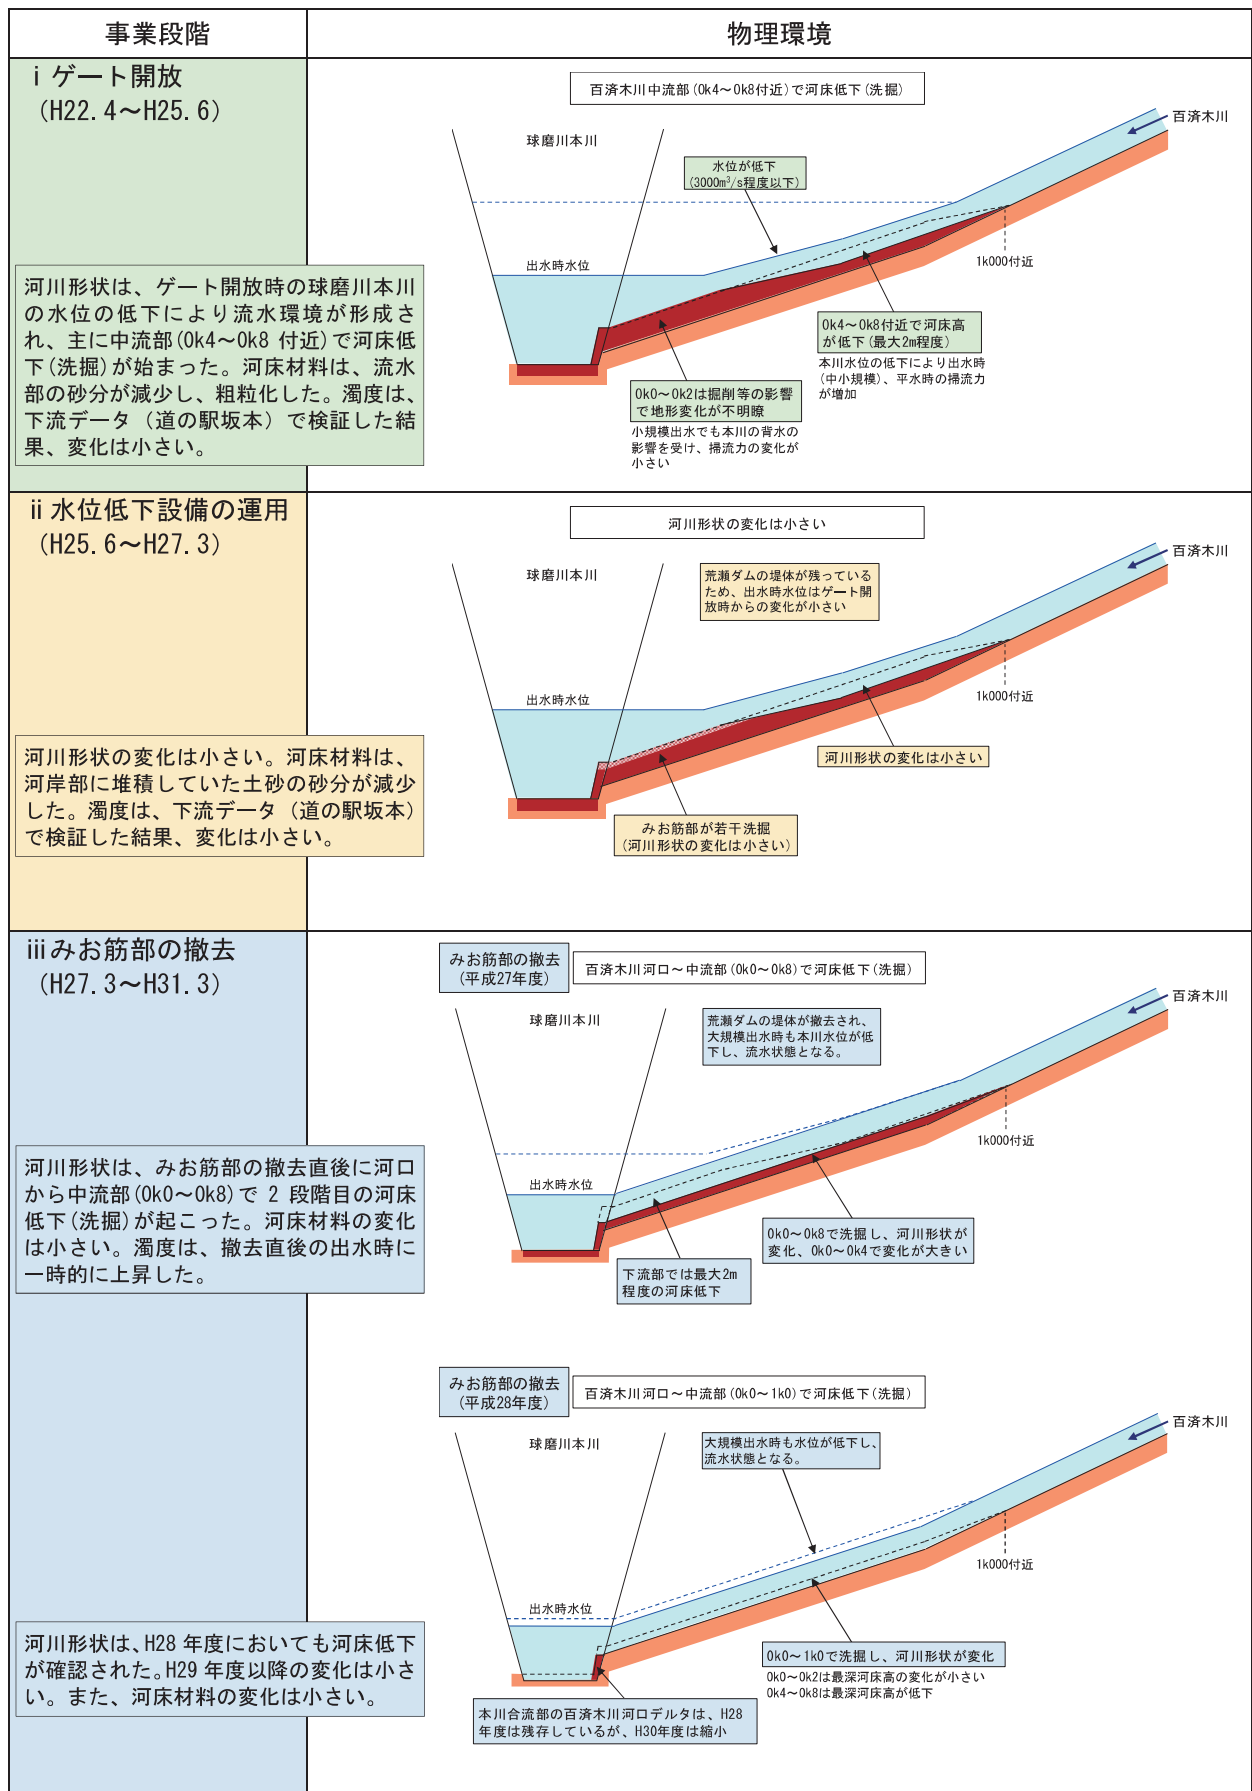 事業段階
物理環境
ⅰ ゲート開放
（H22.4～H25.6）
河川形状は、ゲート開放時の球磨川本川
の水位の低下により流水環境が形成さ
れ、主に中流部(0k4～0k8 付近)で河床低
下(洗掘)が始まった。河床材料は、流水
部の砂分が減少し、粗粒化した。濁度は、
下流データ（道の駅坂本）で検証した結
果、変化は小さい。
百済木川中流部(0k4～0k8付近)で河床低下(洗掘)
百済木川
球磨川本川
水位が低下
(3000m³/s程度以下)
出水時水位
1k000付近
0k4～0k8付近で河床高
が低下(最大2m程度)
本川水位の低下により出水時
(中小規模)、平水時の掃流力
が増加
0k0～0k2は掘削等の影響
で地形変化が不明瞭
小規模出水でも本川の背水の
影響を受け、掃流力の変化が
小さい
ⅱ 水位低下設備の運用
（H25.6～H27.3）
河川形状の変化は小さい。河床材料は、
河岸部に堆積していた土砂の砂分が減少
した。濁度は、下流データ（道の駅坂本）
で検証した結果、変化は小さい。
河川形状の変化は小さい
百済木川
球磨川本川
荒瀬ダムの堤体が残っている
ため、出水時水位はゲート開
放時からの変化が小さい
出水時水位
1k000付近
河川形状の変化は小さい
みお筋部が若干洗掘
(河川形状の変化は小さい)
ⅲ みお筋部の撤去
（H27.3～H31.3）
河川形状は、みお筋部の撤去直後に河口
から中流部(0k0～0k8)で 2 段階目の河床
低下(洗掘)が起こった。河床材料の変化
は小さい。濁度は、撤去直後の出水時に
一時的に上昇した。
みお筋部の撤去
(平成27年度)
百済木川河口～中流部(0k0～0k8)で河床低下(洗掘)
百済木川
球磨川本川
荒瀬ダムの堤体が撤去され、
大規模出水時も本川水位が低
下し、流水状態となる。
出水時水位
1k000付近
0k0～0k8で洗掘し、河川形状が
変化、0k0～0k4で変化が大きい
下流部では最大2m
程度の河床低下
みお筋部の撤去
(平成28年度)
百済木川河口～中流部(0k0～1k0)で河床低下(洗掘)
百済木川
球磨川本川
大規模出水時も水位が低下し、
流水状態となる。
1k000付近
出水時水位
河川形状は、H28 年度においても河床低下
が確認された。H29 年度以降の変化は小さ
い。また、河床材料の変化は小さい。
0k0～1k0で洗掘し、河川形状が変化
0k0～0k2は最深河床高の変化が小さい
0k4～0k8は最深河床高が低下
本川合流部の百済木川河口デルタは、H28
年度は残存しているが、H30年度は縮小